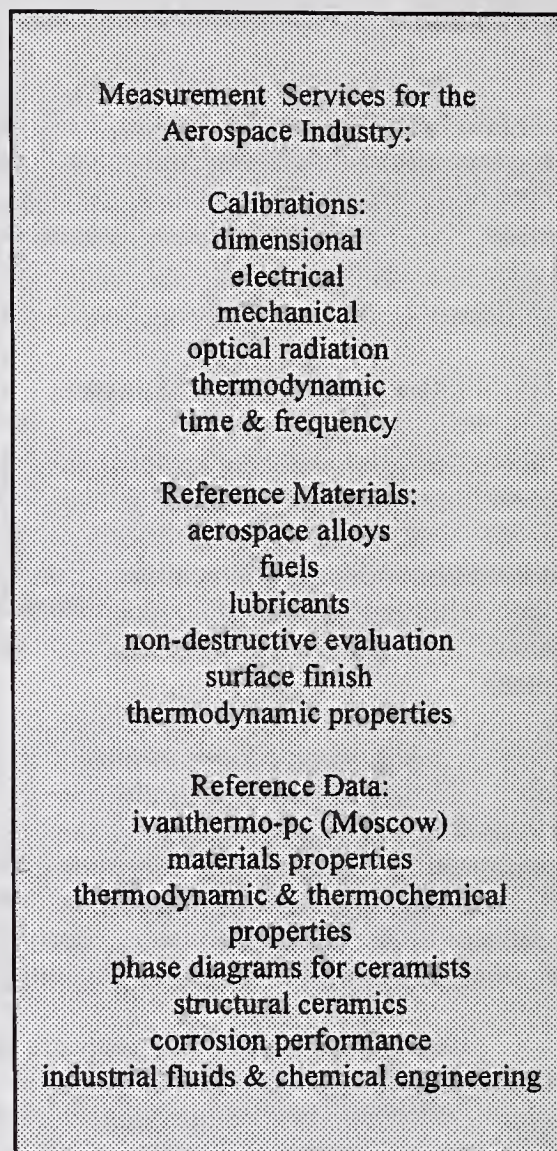 Measurement Services for the
Aerospace Industry:
Calibrations:
dimensional
electrical
mechanical
optical radiation
thermodynamic
time & frequency
Reference Materials:
aerospace alloys
fuels
lubricants
non-destructive evaluation
surface finish
thermodynamic properties
Reference Data:
ivanthermo-pc (Moscow)
materials properties
thermodynamic & thermochemical
properties
phase diagrams for ceramists
structural ceramics
corrosion performance
industrial fluids & chemical engineering